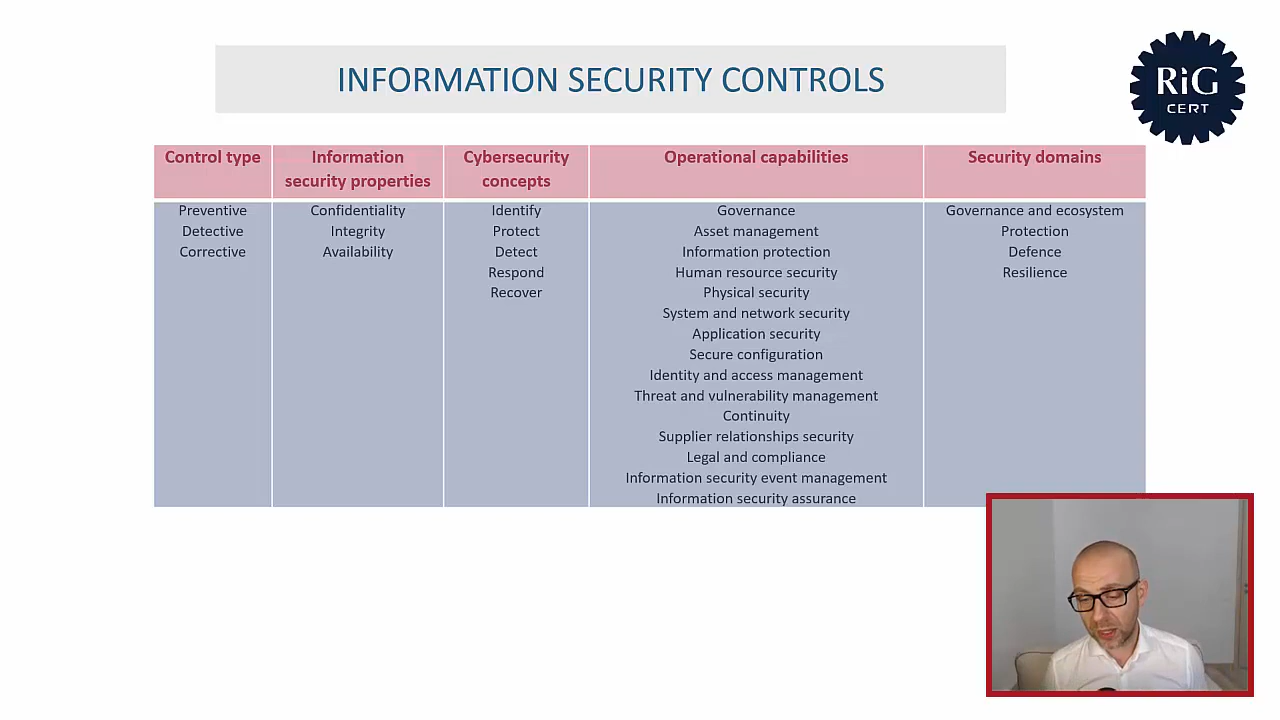 INFORMATION SECURITY CONTROLS
RiG
CERT
Control type
Information
security properties
Cybersecurity
concepts
Operational capabilities
Security domains
Preventive
Detective
Corrective
Confidentiality
Integrity
Availability
Identify
Protect
Detect
Respond
Recover
Governance
Asset management
Information protection
Human resource security
Physical security
System and network security
Application security
Secure configuration
Identity and access management
Threat and vulnerability management
Continuity
Supplier relationships security
Legal and compliance
Information security event management
Information security assurance
Governance and ecosystem
Protection
Defence
Resilience